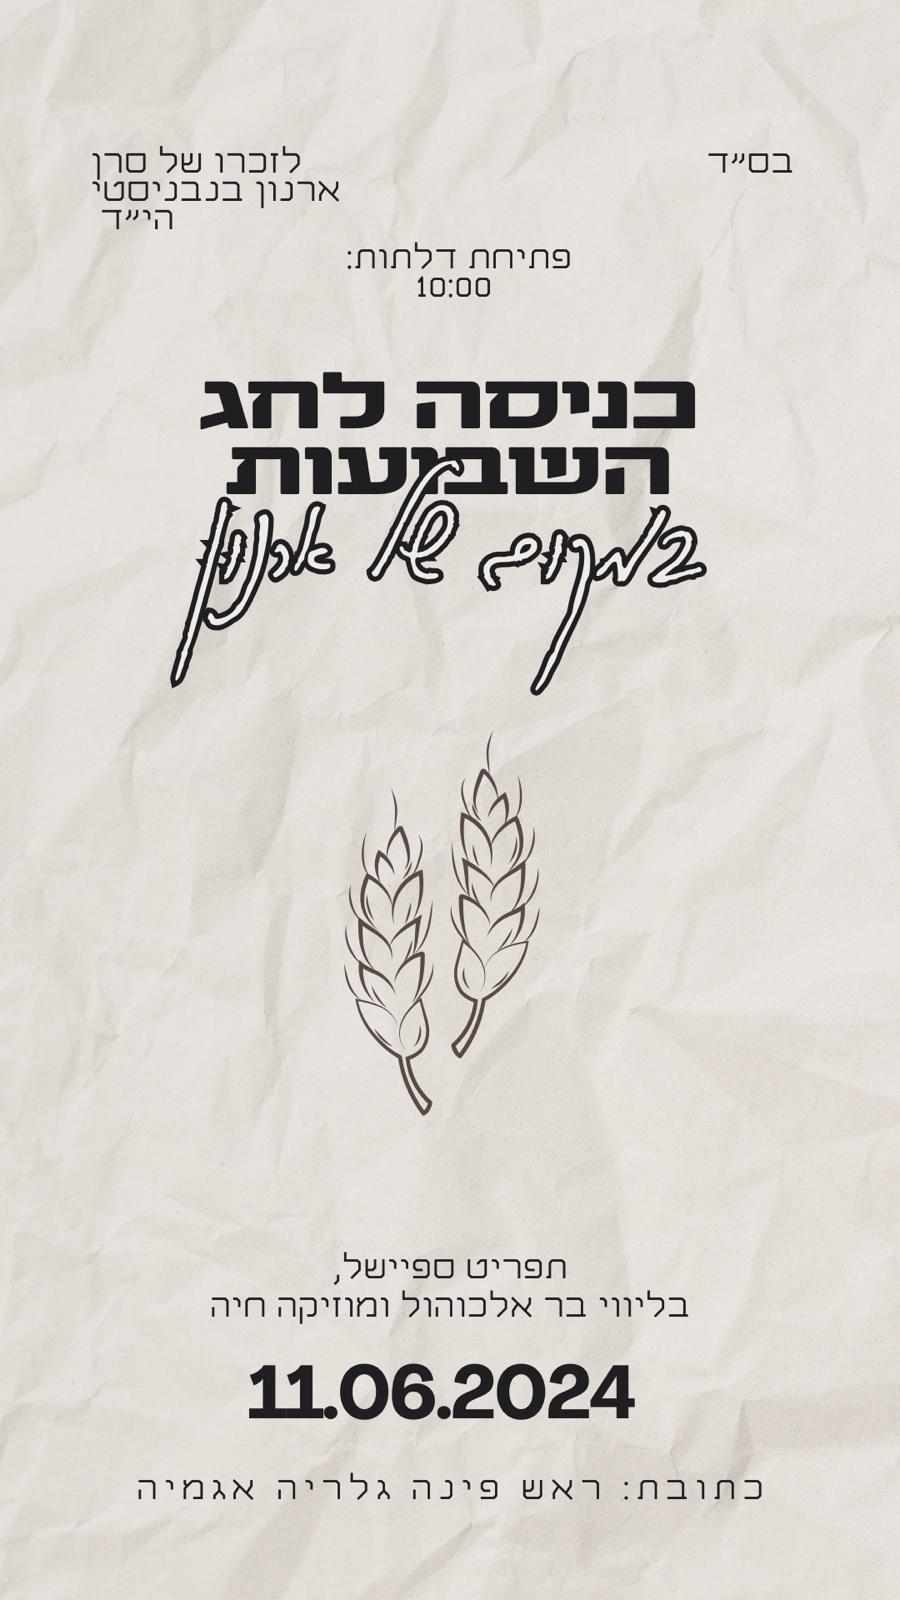 בס״ד
לזכרו של סרן
ארנון בנבניסטי
הי״ד
פתיחת דלתות:
10:00
כניסה לחג
השבועות
במקום של ארנון
תפריט ספיישל,
בליווי בר אלכוהול ומוזיקה חיה
11.06.2024
כתובת: ראש פינה גלריה אגמיה